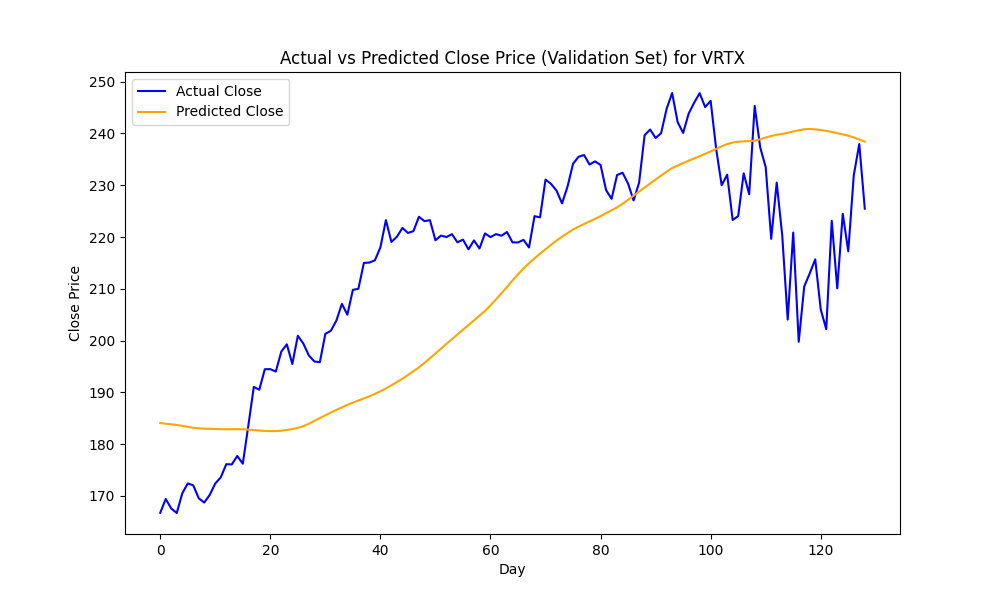 Actual vs Predicted Close Price (Validation Set) for VRTX
Actual Close
Predicted Close
250
240
230
220
210
200
190
180
170
Close Price
0 20 40 60 80 100 120
Day